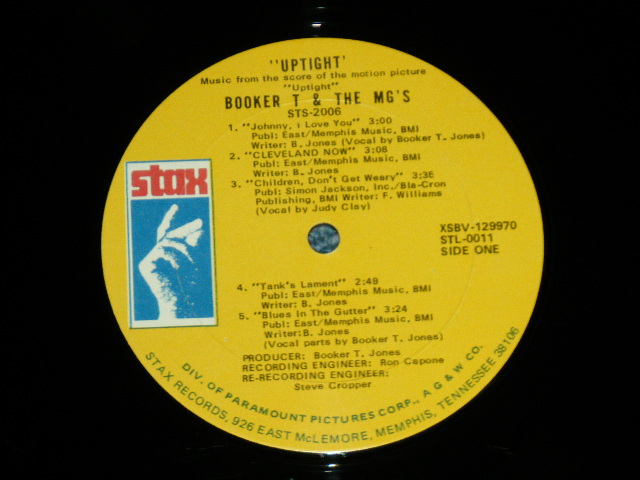 "UPTIGHT'
Music from the score of the motion picture
"Uptight"
BOOKER T & THE MG'S
STS-2006
1. "Johnny, I Love You" 3:00
Publ: East/Memphis Music, BMI
Writer: B. Jones (Vocal by Booker T. Jones)
2. "CLEVELAND NOW" 3:08
Publ: East/Memphis Music, BMI
Writer: B. Jones
3. "Children, Don't Get Weary" 3:36
Publ: Simon Jackson, Inc./Bla-Cron
Publishing, BMI Writer: F. Williams
(Vocal by Judy Clay)
stax
XSBV-129970
STL-0011
SIDE ONE
4. "Tank's Lament" 2:49
Publ: East/Memphis Music, BMI
Writer: B. Jones
5. "Blues In The Gutter" 3:24
Publ: East/Memphis Music, BMI
Writer:B. Jones
(Vocal parts by Booker T. Jones)
PRODUCER: Booker T. Jones
RECORDING ENGINEER: Ron Capone
RE-RECORDING ENGINEER:
Steve Cropper
DIV. OF PARAMOUNT PICTURES CORP., A G & W CO.
STAX RECORDS, 926 EAST McLEMORE, MEMPHIS, TENNESSEE 38106